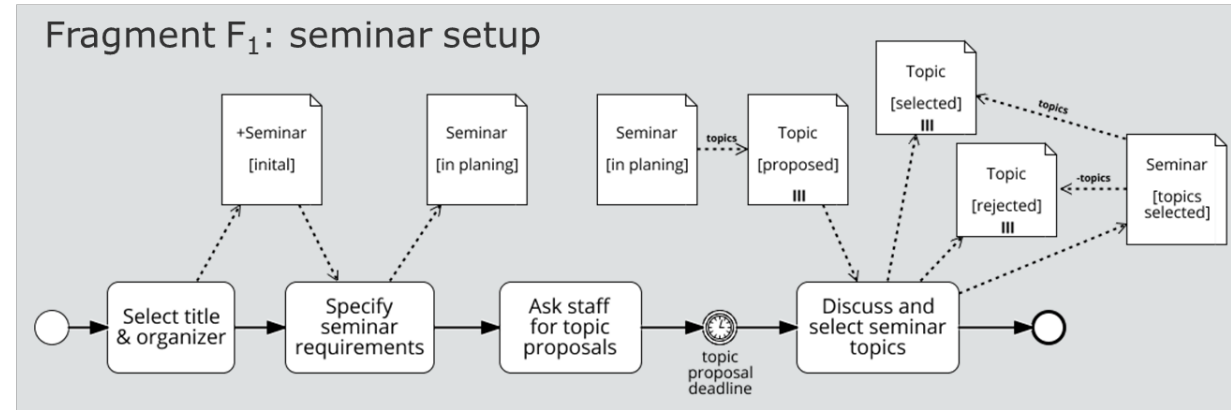 Fragment F₁: seminar setup
+Seminar
[inital]
Seminar
[in planing]
Seminar
[in planing]
topics
Topic
[proposed]
Topic
[selected]
topics
Topic
[rejected]
-topics
Seminar
[topics
selected]
Select title
& organizer
Specify
seminar
requirements
Ask staff
for topic
proposals
topic
proposal
deadline
Discuss and
select seminar
topics